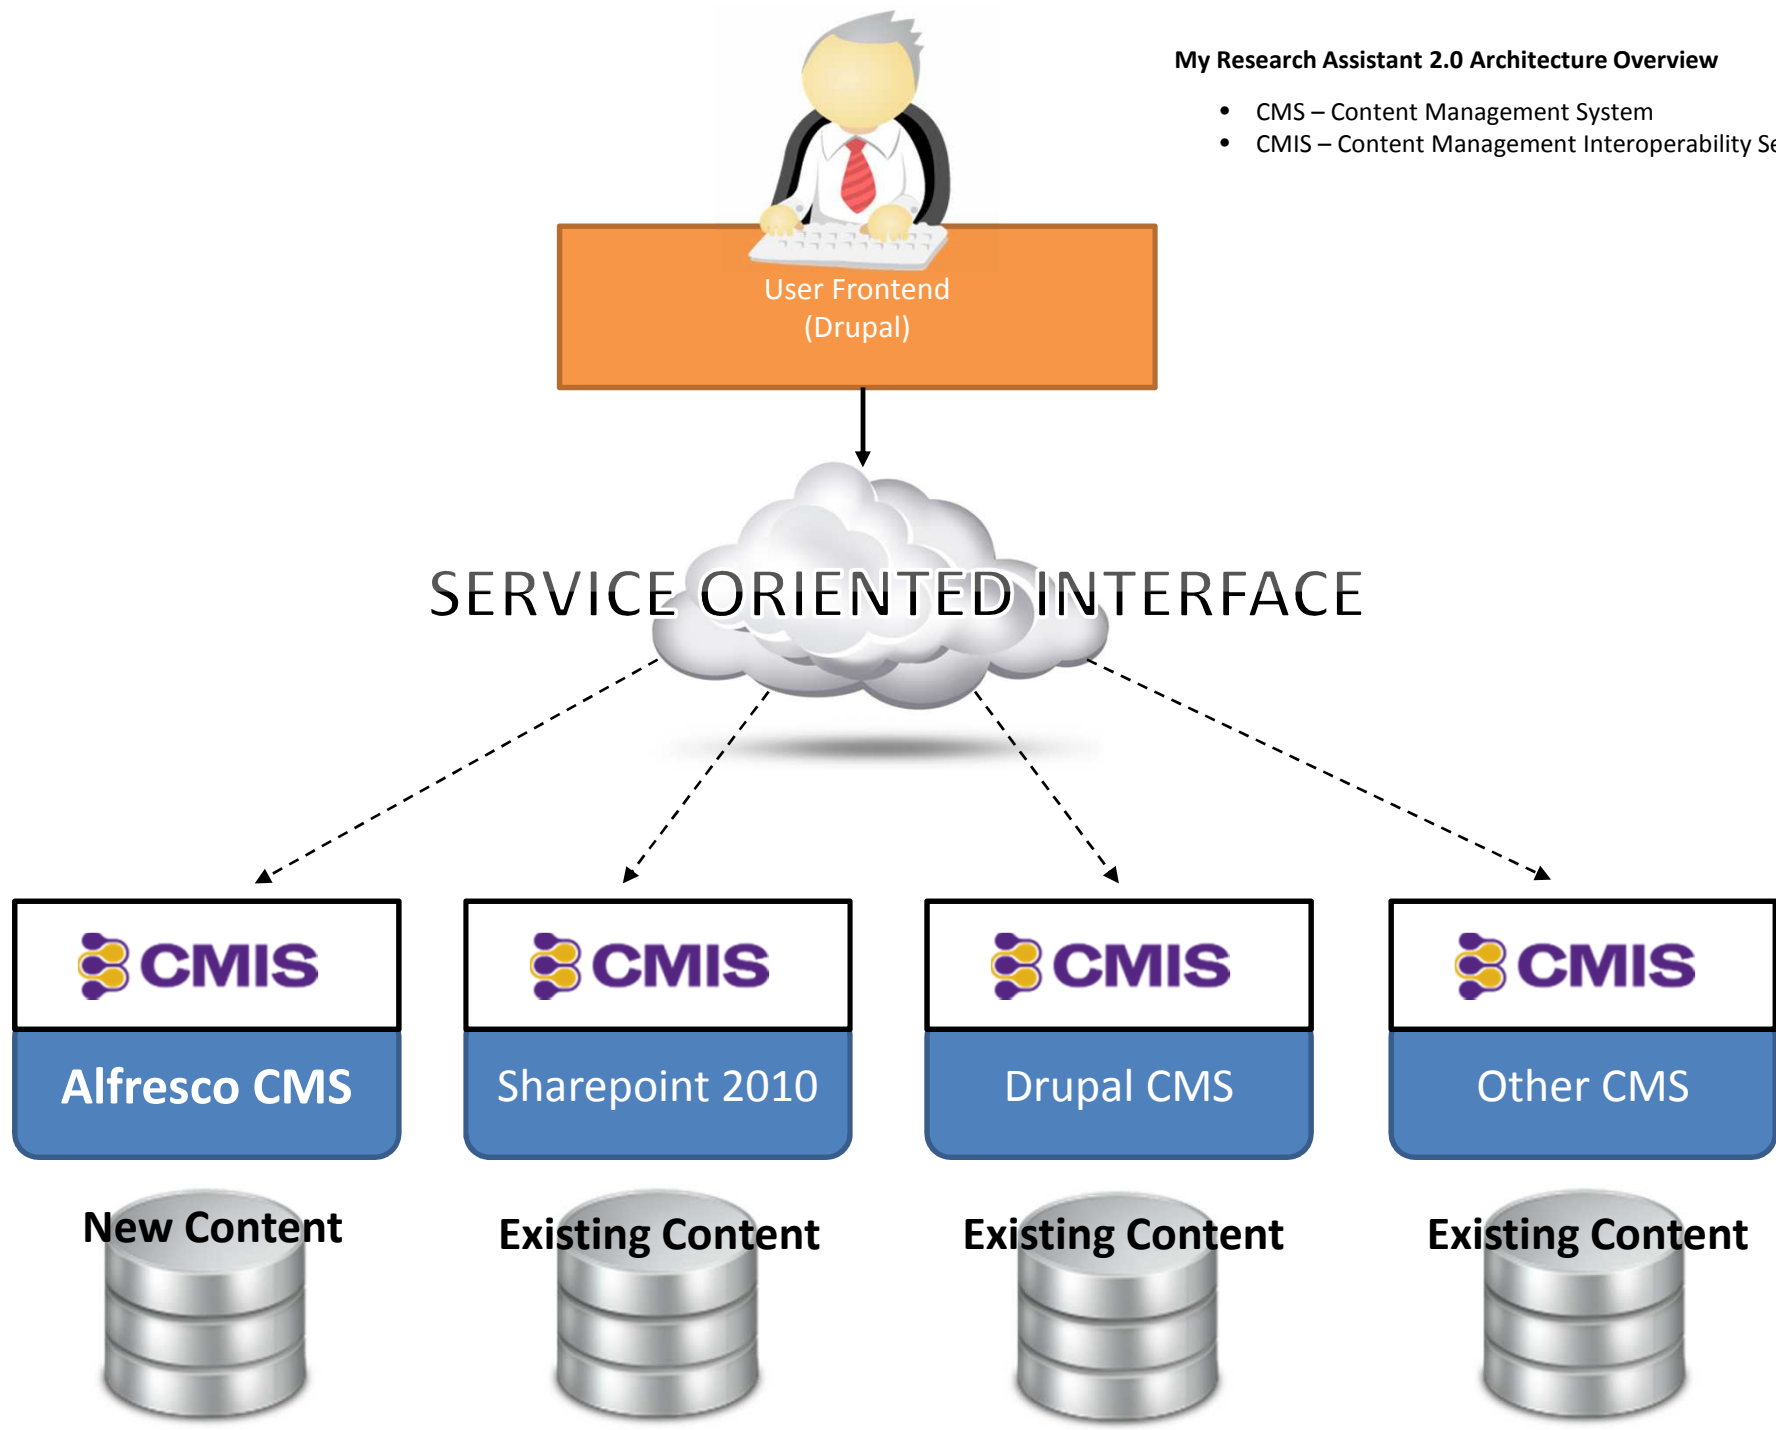 My Research Assistant 2.0 Architecture Overview
• CMS – Content Management System
• CMIS – Content Management Interoperability Se
User Frontend
(Drupal)
SERVICE ORIENTED INTERFACE
CMIS CMIS CMIS CMIS
Alfresco CMS Sharepoint 2010 Drupal CMS Other CMS
New Content Existing Content Existing Content Existing Content